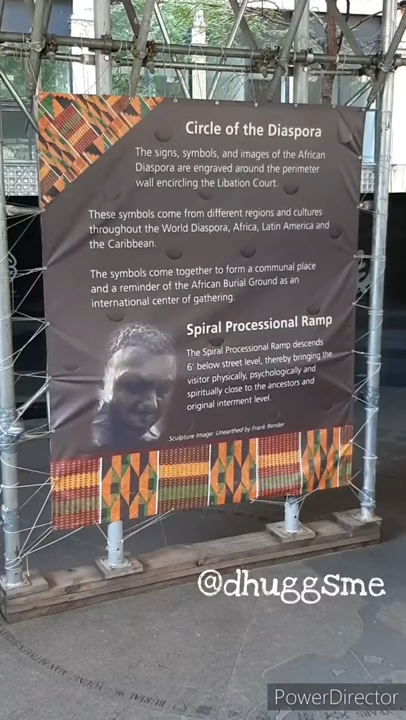 Circle of the Diaspora
The signs, symbols, and images of the African
Diaspora are engraved around the perimeter
wall encircling the Libation Court.
These symbols come from different regions and cultures
throughout the World Diaspora, Africa, Latin America and
the Caribbean.
The symbols come together to form a communal place
and a reminder of the African Burial Ground as an
international center of gathering.
Spiral Processional Ramp
The Spiral Processional Ramp descends
6' below street level, thereby bringing the
visitor physically, psychologically and
spiritually close to the ancestors and
original interment level.
Sculpture Image: Unearthed by Frank Bender
@dhuggsme
BURIAL
PowerDirector